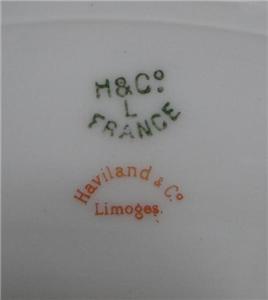 H & Cº
L
FRANCE
Haviland & Cº
Limoges.